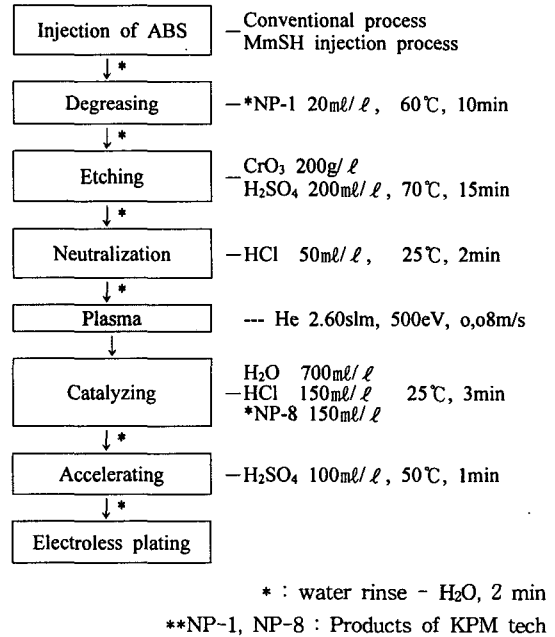 Injection of ABS
Conventional process
MmSH injection process
*
Degreasing
*NP-1 20㎖/ℓ, 60℃, 10min
*
Etching
CrO₃ 200g/ℓ
H₂SO₄ 200㎖/ℓ, 70℃, 15min
*
Neutralization
HCl 50㎖/ℓ, 25℃, 2min
*
Plasma
--- He 2.60slm, 500eV, o,o8m/s
Catalyzing
H₂O 700㎖/ℓ
HCl 150㎖/ℓ 25℃, 3min
*NP-8 150㎖/ℓ
*
Accelerating
H₂SO₄ 100㎖/ℓ, 50℃, 1min
*
Electroless plating
* : water rinse - H₂O, 2 min
**NP-1, NP-8 : Products of KPM tech